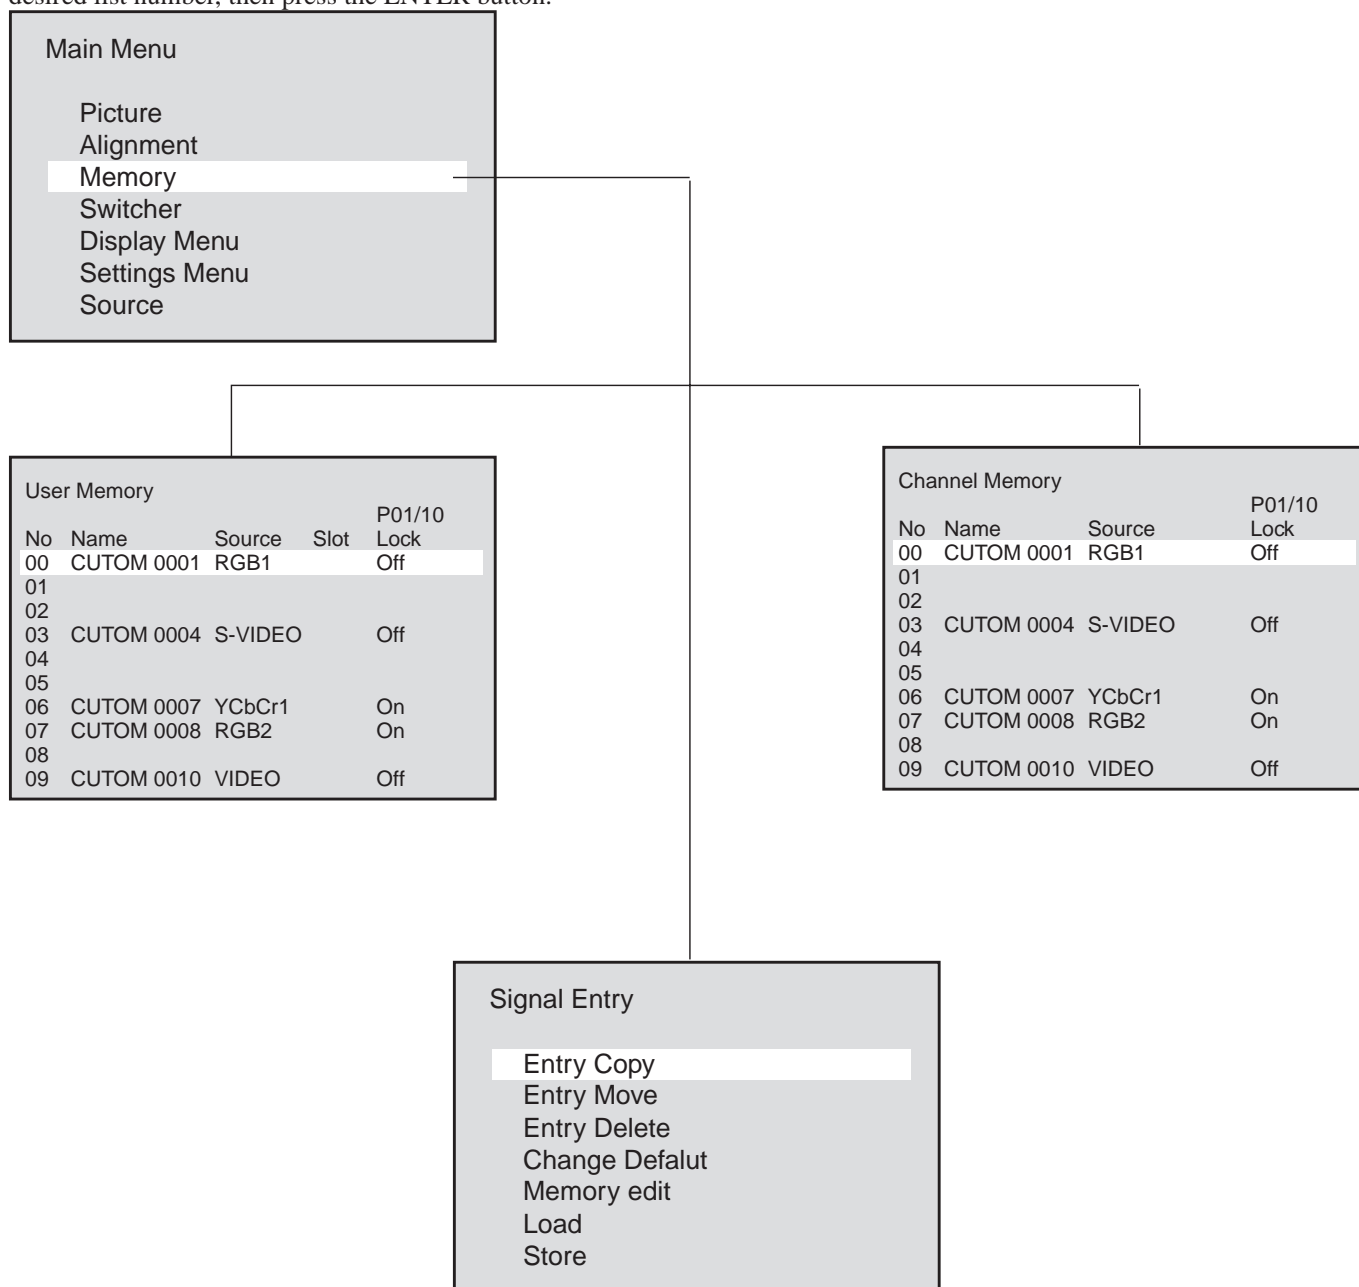 desired list number, then press the ENTER button.
Main Menu
Picture
Alignment
Memory
Switcher
Display Menu
Settings Menu
Source
User Memory
P01/10
No Name Source Slot Lock
00 CUTOM 0001 RGB1 Off
01
02
03 CUTOM 0004 S-VIDEO Off
04
05
06 CUTOM 0007 YCbCr1 On
07 CUTOM 0008 RGB2 On
08
09 CUTOM 0010 VIDEO Off
Channel Memory
P01/10
No Name Source Lock
00 CUTOM 0001 RGB1 Off
01
02
03 CUTOM 0004 S-VIDEO Off
04
05
06 CUTOM 0007 YCbCr1 On
07 CUTOM 0008 RGB2 On
08
09 CUTOM 0010 VIDEO Off
Signal Entry
Entry Copy
Entry Move
Entry Delete
Change Defalut
Memory edit
Load
Store